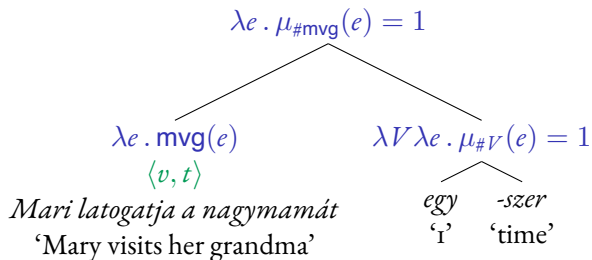 λe . μ#mvg(e) = 1
λe . mvg(e) λV λe . μ#V(e) = 1
⟨v, t⟩
Mari latogatja a nagymamát egy -szer
‘Mary visits her grandma’ ‘1’ ‘time’